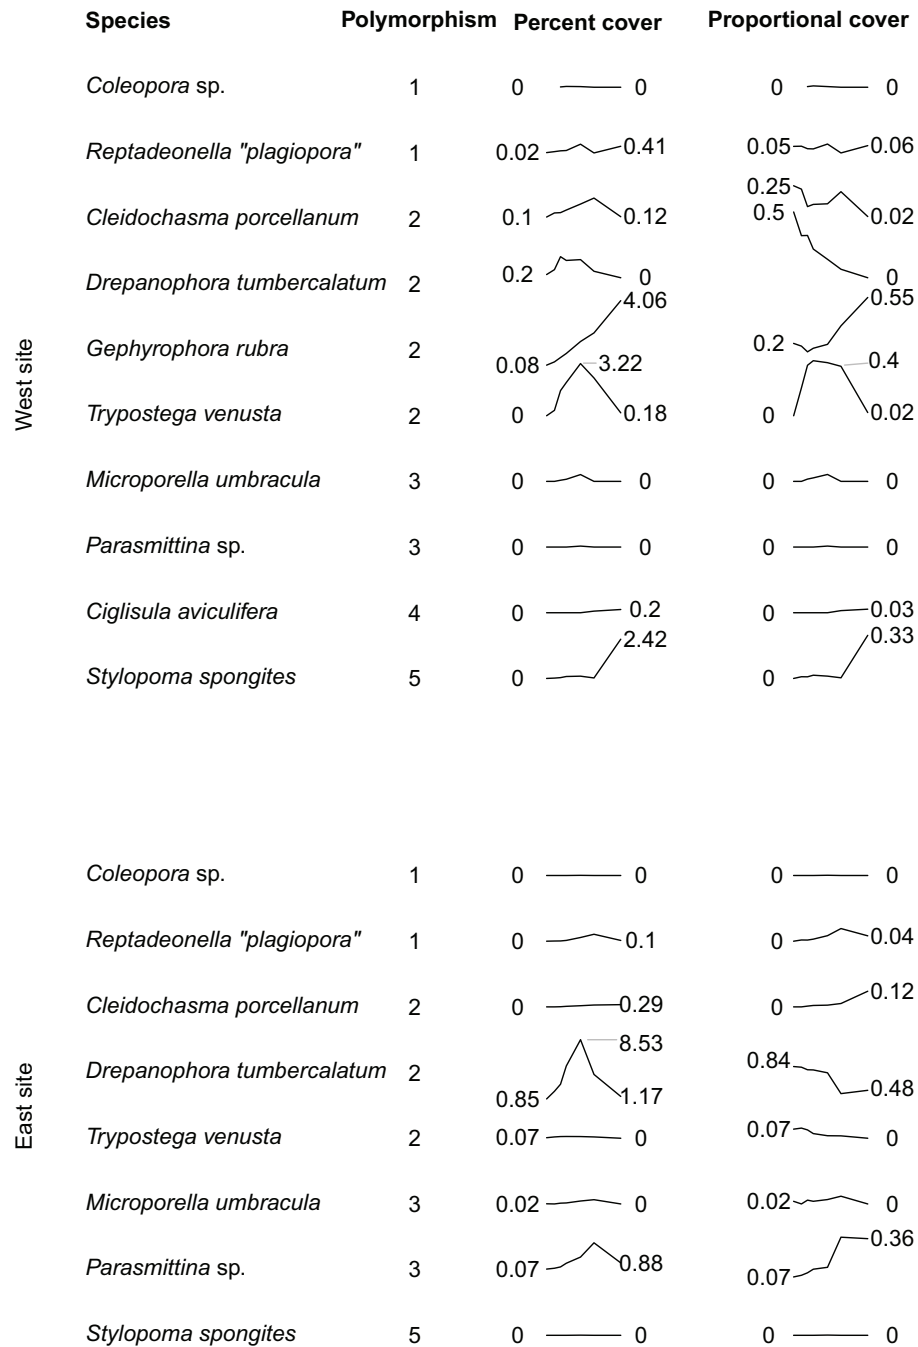 Species Polymorphism Percent cover Proportional cover
Coleopora sp. 1 0 0 0 0
Reptadeonella "plagiopora" 1 0.02 0.41 0.05 0.06
Cleidochasma porcellanum 2 0.1 0.12 0.25 0.02
Drepanophora tumbercalatum 2 0.2 0 0.5 0
Gephyrophora rubra 2 0.08 4.06 0.2 0.55
Trypostega venusta 2 0 3.22 0.18 0 0.4 0.02
Microporella umbracula 3 0 0 0 0
Parasmittina sp. 3 0 0 0 0
Ciglisula aviculifera 4 0 0.2 0 0.03
Stylopoma spongites 5 0 2.42 0 0.33
West site
Coleopora sp. 1 0 0 0 0
Reptadeonella "plagiopora" 1 0 0.1 0 0.04
Cleidochasma porcellanum 2 0 0.29 0 0.12
Drepanophora tumbercalatum 2 0.85 8.53 1.17 0.84 0.48
Trypostega venusta 2 0.07 0 0.07 0
Microporella umbracula 3 0.02 0 0.02 0
Parasmittina sp. 3 0.07 0.88 0.07 0.36
Stylopoma spongites 5 0 0 0 0
East site